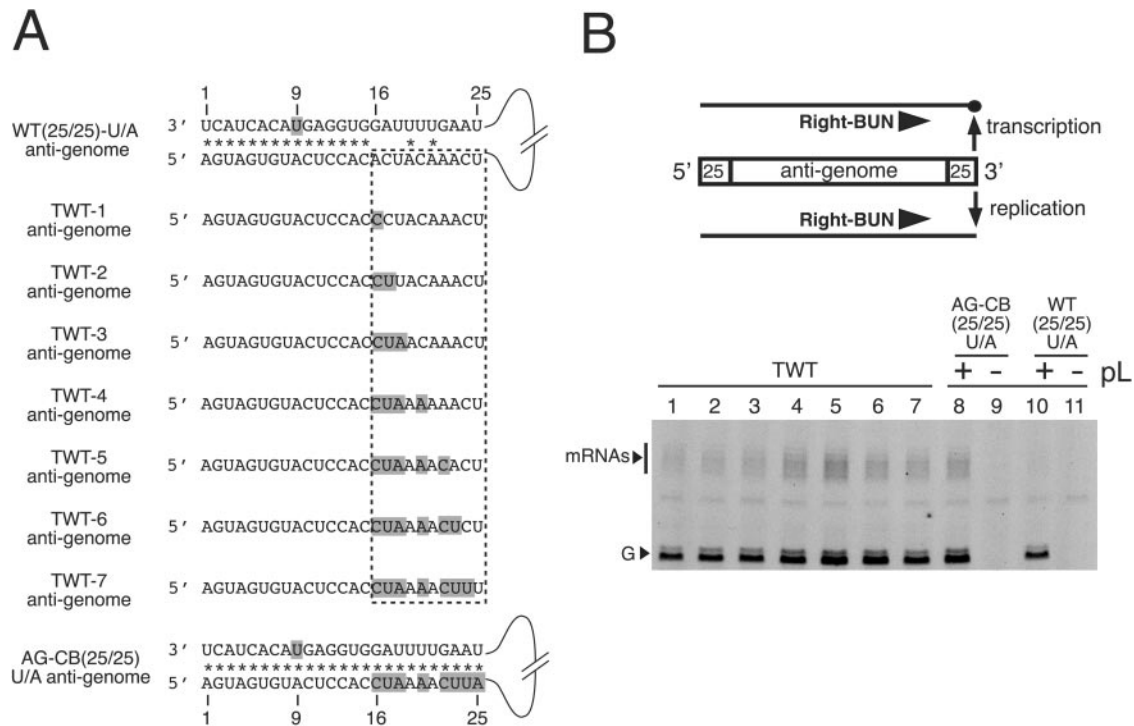 A
1 9 16 25
WT(25/25)-U/A
anti-genome
3' UCAUCACAUGAGGUGGAUUUUGAAU
*************** * *
5' AGUAGUGUACUCCACACUACAAACU
TWT-1
anti-genome
5' AGUAGUGUACUCCACCCUACAAACU
TWT-2
anti-genome
5' AGUAGUGUACUCCACCUUACAAACU
TWT-3
anti-genome
5' AGUAGUGUACUCCACCUAACAAACU
TWT-4
anti-genome
5' AGUAGUGUACUCCACCUAAAAAACU
TWT-5
anti-genome
5' AGUAGUGUACUCCACCUAAAACACU
TWT-6
anti-genome
5' AGUAGUGUACUCCACCUAAAACUCU
TWT-7
anti-genome
5' AGUAGUGUACUCCACCUAAAACUUU
AG-CB(25/25)
U/A anti-genome
3' UCAUCACAUGAGGUGGAUUUUGAAU
*************************
5' AGUAGUGUACUCCACCUAAAACUUA
1 9 16 25
B
Right-BUN
transcription
5' 25 anti-genome 25 3'
replication
Right-BUN
AG-CB
(25/25)
U/A
WT
(25/25)
U/A
TWT
+ − + − pL
1 2 3 4 5 6 7 8 9 10 11
mRNAs
G